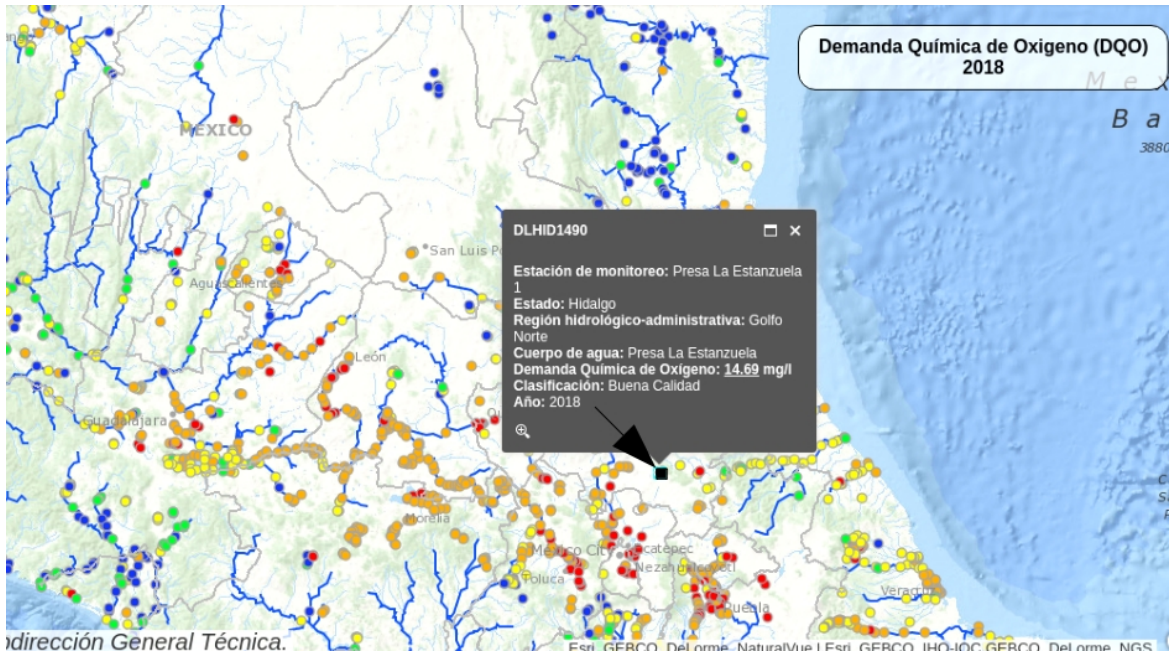 Demanda Química de Oxigeno (DQO)
2018
M e x
B a
3880
MEXICO
DLHID1490
Estación de monitoreo: Presa La Estanzuela
1
Estado: Hidalgo
Región hidrológico-administrativa: Golfo
Norte
Cuerpo de agua: Presa La Estanzuela
Demanda Química de Oxígeno: 14.69 mg/l
Clasificación: Buena Calidad
Año: 2018
San Luis Po
Aguascalientes
León
Guadalajara
Morelia
Mexico City
Ecatepec
Nezahualcoyotl
Toluca
Puebla
Veracruz
odirección General Técnica.
Esri, GEBCO, DeLorme, NaturalVue | Esri, GEBCO, IHO-IOC GEBCO, DeLorme, NGS